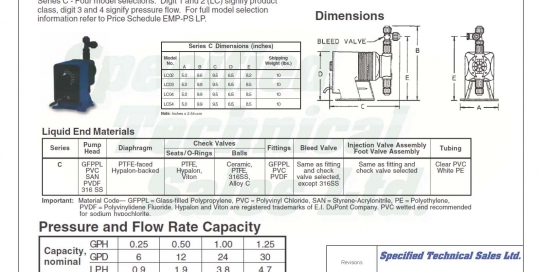 Series C - Four model selections. Digit 1 and 2 (LC) signify product
class, digit 3 and 4 signify pressure flow. For full model selection
information refer to Price Schedule EMP-PS LP.
Dimensions
Series C Dimensions (inches)
Model No. A B C D E Shipping Weight (lbs.)
LC02 5.0 9.6 9.5 6.5 8.2 10
LC03 5.0 9.9 9.5 6.5 8.5 10
LC04 5.0 9.9 9.5 6.5 8.5 10
LC54 5.0 9.9 9.5 6.5 8.5 10
Note: Inches x 2.54 cm
BLEED VALVE
B
D
E
E
C
A
Specified
Technical
Sales Ltd
Liquid End Materials
Series Pump Head Check Valves Fittings Bleed Valve Injection Valve Assembly Foot Valve Assembly Tubing
Seats/O-Rings Balls
C GFPPL PTFE-faced PTFE, Ceramic, GFPPL Same as fitting Same as fitting and Clear PVC
PVC Hypalon-backed Hypalon, PTFE, PVC and check check valve selected White PE
SAN Viton 316SS, PVDF valve selected,
PVDF Alloy C except 316SS
316 SS
Important: Material Code— GFPPL = Glass-filled Polypropylene, PVC = Polyvinyl Chloride, SAN = Styrene-Acrylonitrile, PE = Polyethylene,
PVDF = Polyvinylidene Fluoride. Hypalon and Viton are registered trademarks of E.I. DuPont Company. PVC wetted end recommended
for sodium hypochlorite.
Pressure and Flow Rate Capacity
Capacity, nominal
GPH 0.25 0.50 1.00 1.25
GPD 6 12 24 30
LPH 0.9 1.9 3.8 4.7
Revisions
Specified Technical Sales Ltd.